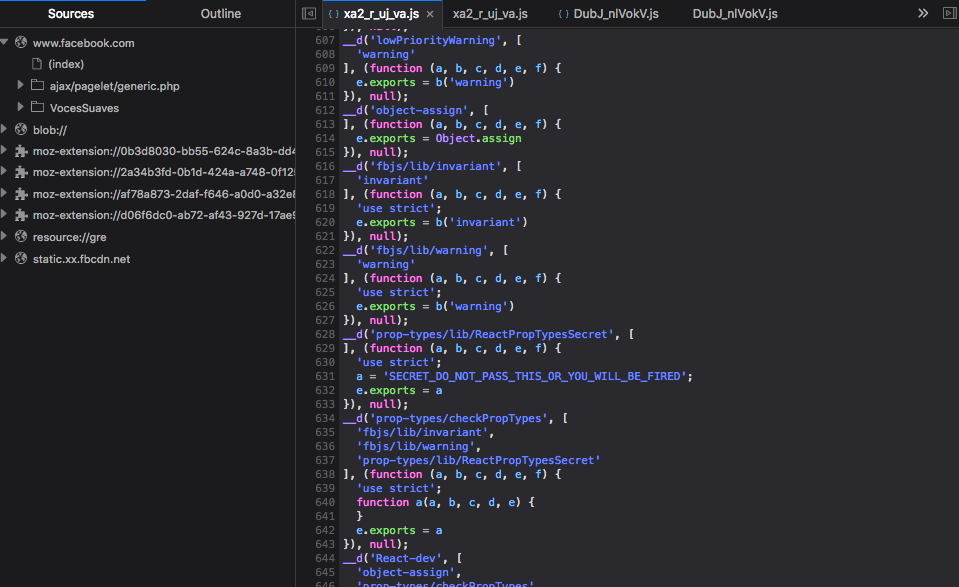 Sources
Outline
www.facebook.com
(index)
ajax/pagelet/generic.php
VocesSuaves
blob://
moz-extension://0b3d8030-bb55-624c-8a3b-dd4
moz-extension://2a34b3fd-0b1d-424a-a748-0f12
moz-extension://af78a873-2daf-f646-a0d0-a32e
moz-extension://d06f6dc0-ab72-af43-927d-17ae9
resource://gre
static.xx.fbcdn.net
{} xa2_r_uj_va.js ×
xa2_r_uj_va.js
{} DubJ_nlVokV.js
DubJ_nlVokV.js
607 __d('lowPriorityWarning', [
608 'warning'
609 ], (function (a, b, c, d, e, f) {
610 e.exports = b('warning')
611 }), null);
612 __d('object-assign', [
613 ], (function (a, b, c, d, e, f) {
614 e.exports = Object.assign
615 }), null);
616 __d('fbjs/lib/invariant', [
617 'invariant'
618 ], (function (a, b, c, d, e, f) {
619 'use strict';
620 e.exports = b('invariant')
621 }), null);
622 __d('fbjs/lib/warning', [
623 'warning'
624 ], (function (a, b, c, d, e, f) {
625 'use strict';
626 e.exports = b('warning')
627 }), null);
628 __d('prop-types/lib/ReactPropTypesSecret', [
629 ], (function (a, b, c, d, e, f) {
630 'use strict';
631 a = 'SECRET_DO_NOT_PASS_THIS_OR_YOU_WILL_BE_FIRED';
632 e.exports = a
633 }), null);
634 __d('prop-types/checkPropTypes', [
635 'fbjs/lib/invariant',
636 'fbjs/lib/warning',
637 'prop-types/lib/ReactPropTypesSecret'
638 ], (function (a, b, c, d, e, f) {
639 'use strict';
640 function a(a, b, c, d, e) {
641 }
642 e.exports = a
643 }), null);
644 __d('React-dev', [
645 'object-assign',
646 'prop-types/checkPropTypes'